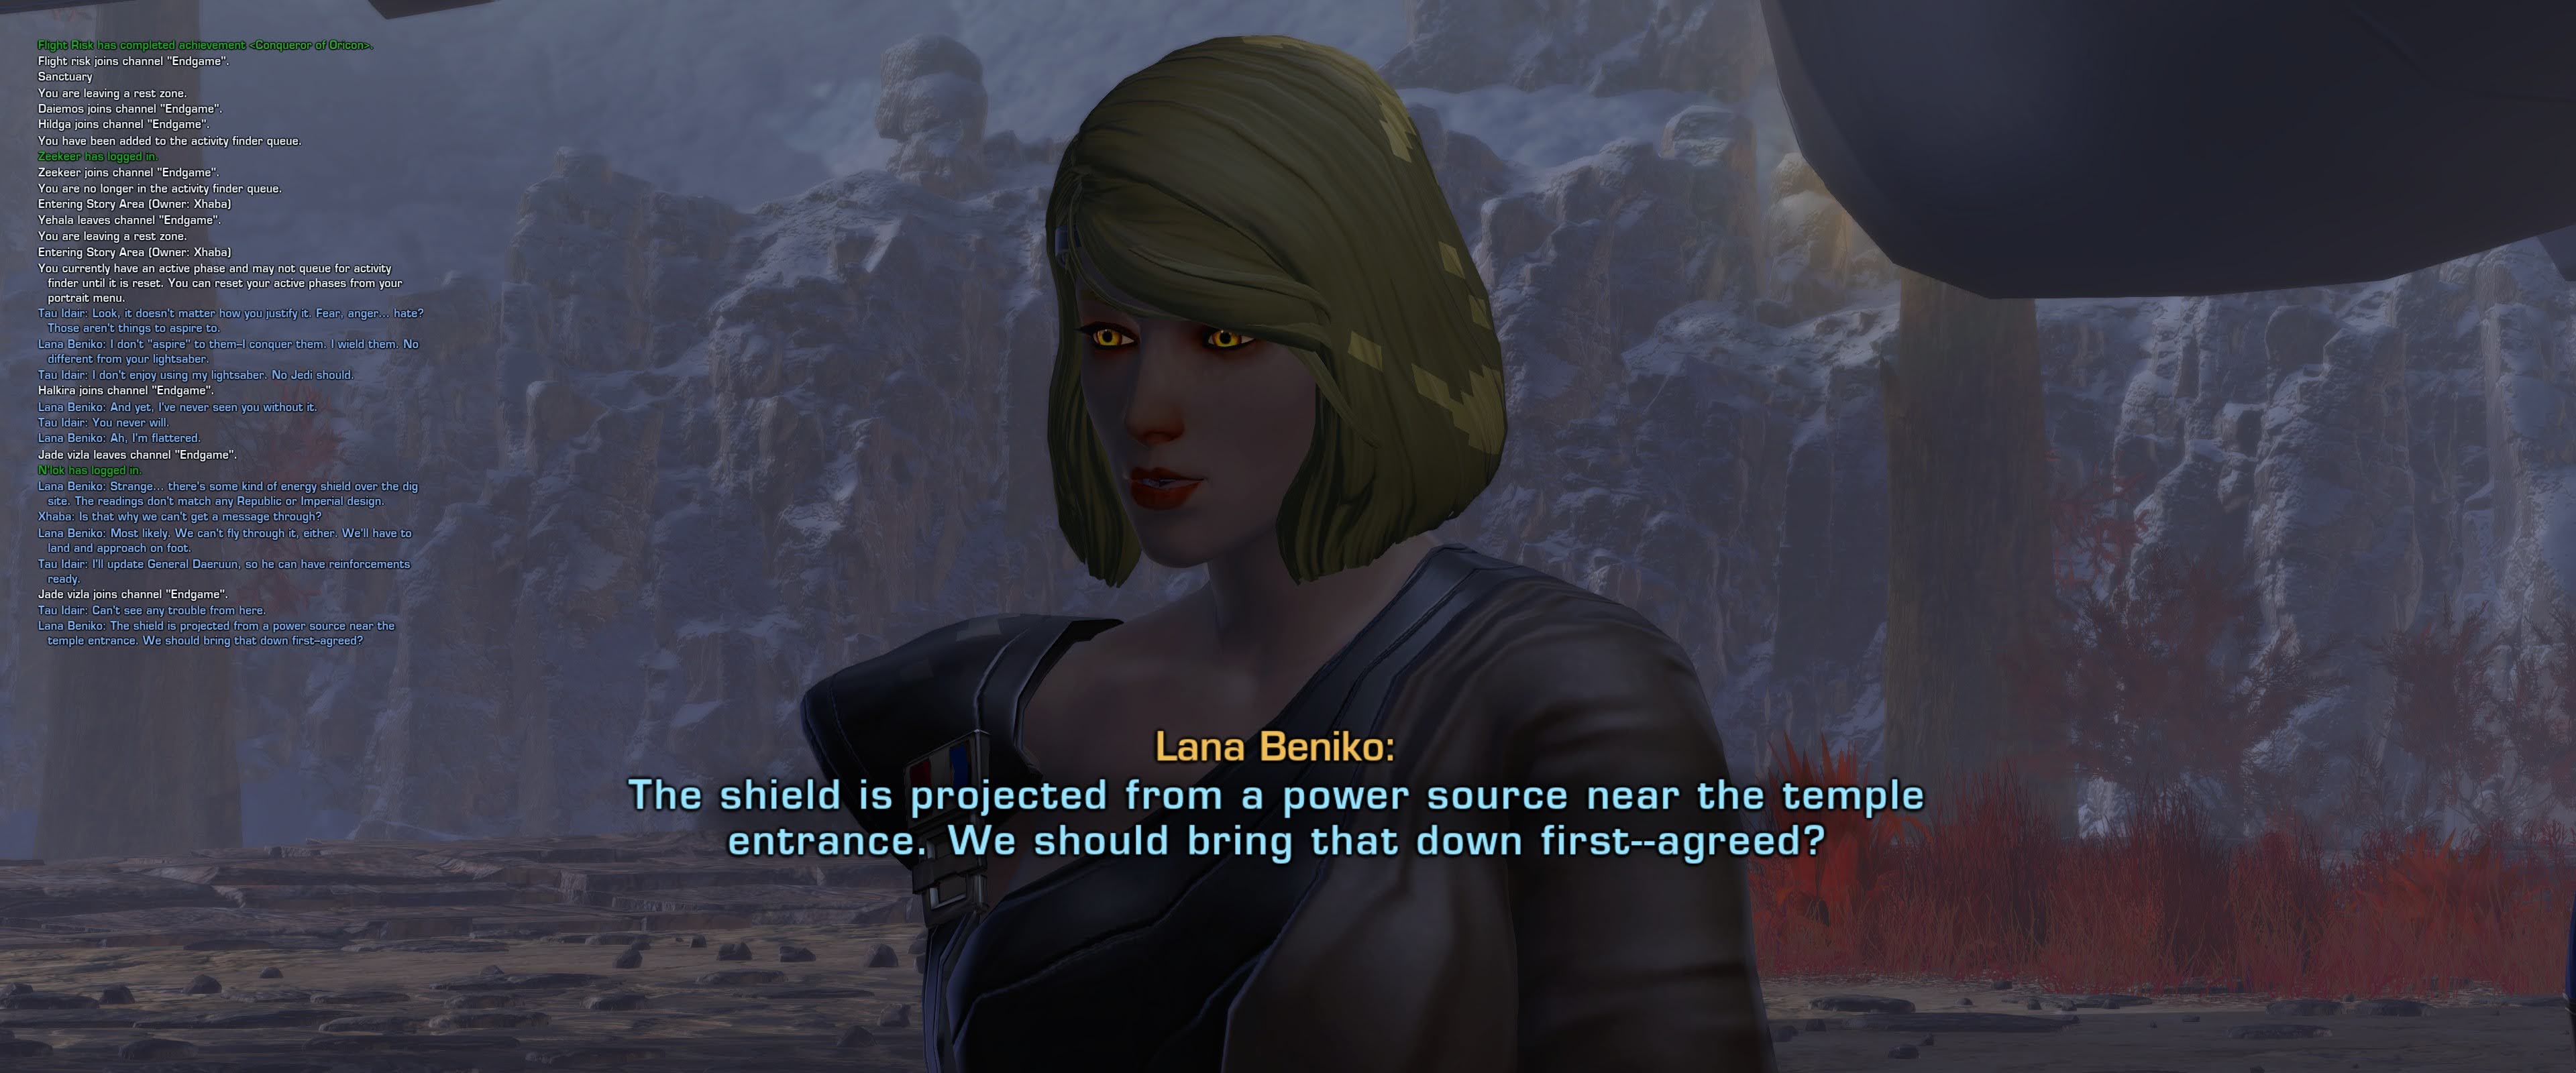 Flight Risk has completed achievement <Conqueror of Oricon>.
Flight risk joins channel "Endgame".
Sanctuary
You are leaving a rest zone.
Daiemos joins channel "Endgame".
Hildga joins channel "Endgame".
You have been added to the activity finder queue.
Zeekeer has logged in.
Zeekeer joins channel "Endgame".
You are no longer in the activity finder queue.
Entering Story Area (Owner: Xhaba)
Yehala leaves channel "Endgame".
You are leaving a rest zone.
Entering Story Area (Owner: Xhaba)
You currently have an active phase and may not queue for activity
finder until it is reset. You can reset your active phases from your
portrait menu.
Tau Idair: Look, it doesn't matter how you justify it. Fear, anger... hate?
Those aren't things to aspire to.
Lana Beniko: I don't "aspire" to them--I conquer them. I wield them. No
different from your lightsaber.
Tau Idair: I don't enjoy using my lightsaber. No Jedi should.
Halkira joins channel "Endgame".
Lana Beniko: And yet, I've never seen you without it.
Tau Idair: You never will.
Lana Beniko: Ah, I'm flattered.
Jade vizla leaves channel "Endgame".
N'lok has logged in.
Lana Beniko: Strange... there's some kind of energy shield over the dig
site. The readings don't match any Republic or Imperial design.
Xhaba: Is that why we can't get a message through?
Lana Beniko: Most likely. We can't fly through it, either. We'll have to
land and approach on foot.
Tau Idair: I'll update General Daeruun, so he can have reinforcements
ready.
Jade vizla joins channel "Endgame".
Tau Idair: Can't see any trouble from here.
Lana Beniko: The shield is projected from a power source near the
temple entrance. We should bring that down first--agreed?
Lana Beniko:
The shield is projected from a power source near the temple
entrance. We should bring that down first--agreed?